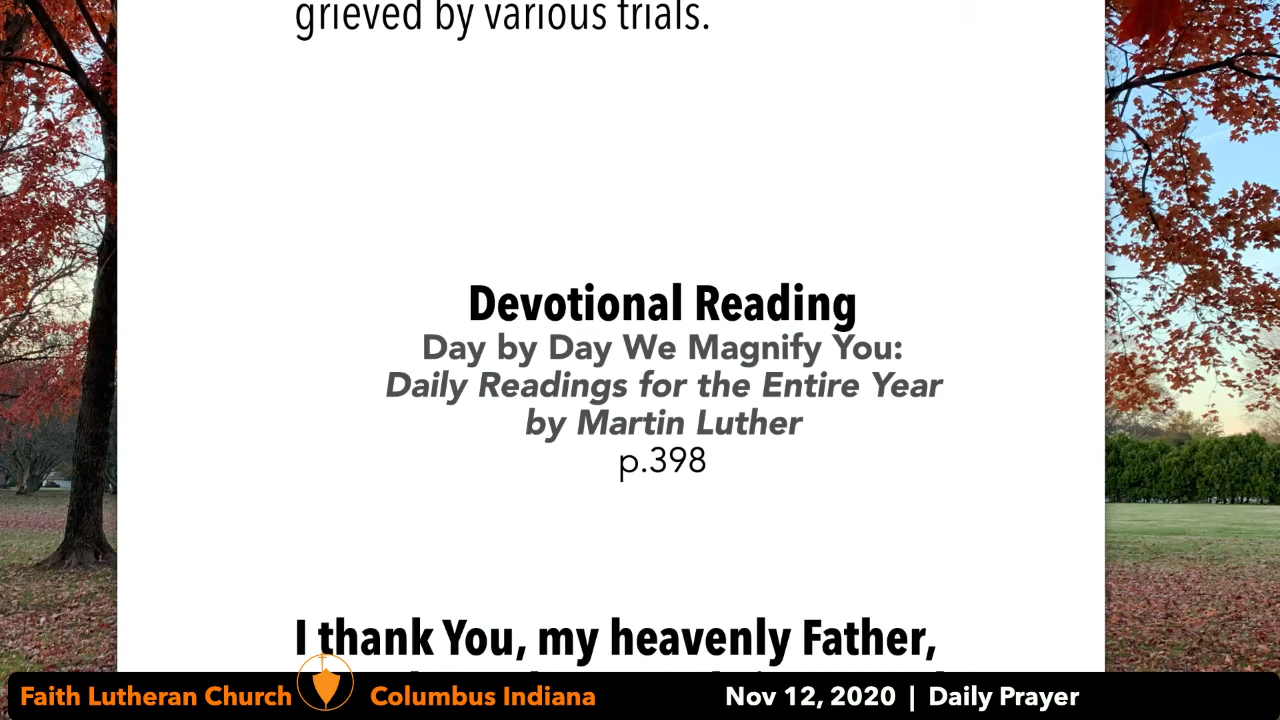 grieved by various trials.
Devotional Reading
Day by Day We Magnify You:
Daily Readings for the Entire Year
by Martin Luther
p.398
I thank You, my heavenly Father,
Faith Lutheran Church Columbus Indiana Nov 12, 2020 | Daily Prayer